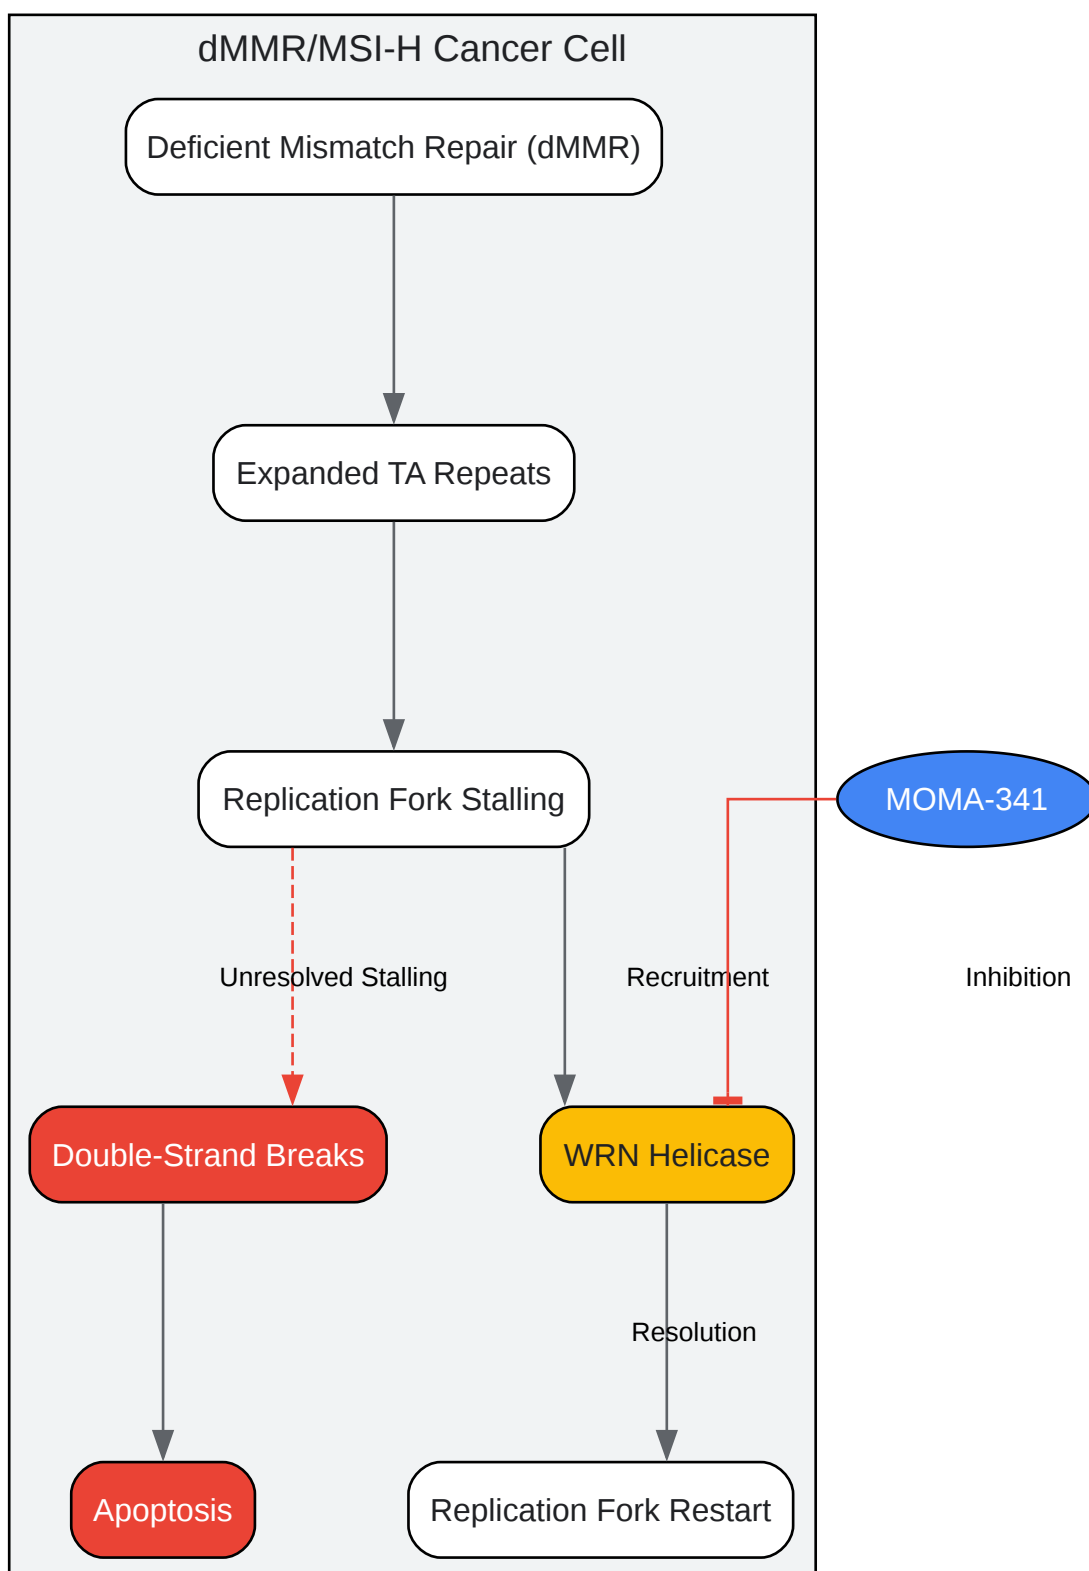 dMMR/MSI-H Cancer Cell
Deficient Mismatch Repair (dMMR)
Expanded TA Repeats
Replication Fork Stalling
MOMA-341
Unresolved Stalling
Recruitment
Inhibition
Double-Strand Breaks
WRN Helicase
Resolution
Apoptosis
Replication Fork Restart